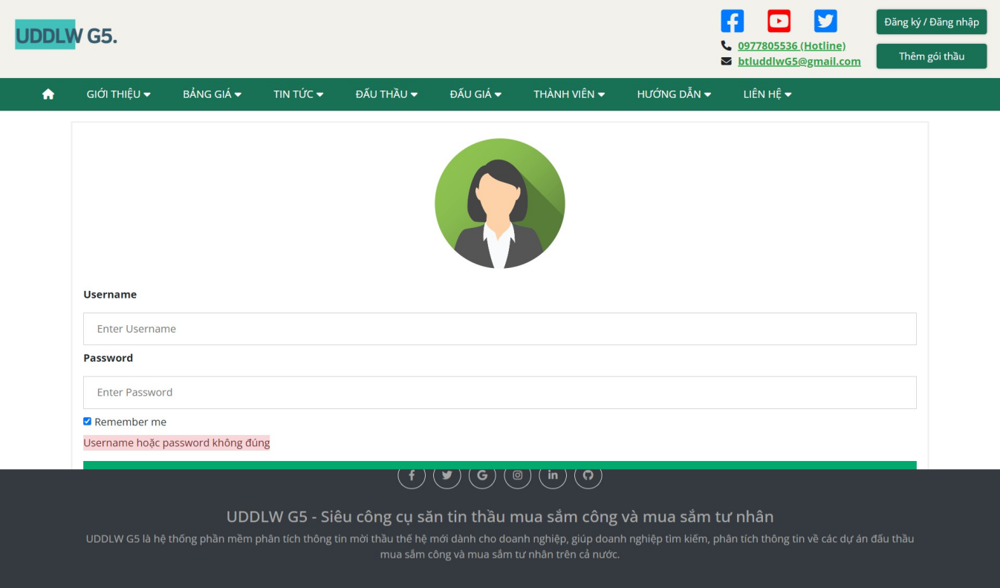 UDDLW G5.
0977805536 (Hotline)
btluddlwG5@gmail.com
Đăng ký / Đăng nhập
Thêm gói thầu
GIỚI THIỆU
BẢNG GIÁ
TIN TỨC
ĐẤU THẦU
ĐẤU GIÁ
THÀNH VIÊN
HƯỚNG DẪN
LIÊN HỆ
Username
Enter Username
Password
Enter Password
Remember me
Username hoặc password không đúng
UDDLW G5 - Siêu công cụ săn tin thầu mua sắm công và mua sắm tư nhân
UDDLW G5 là hệ thống phần mềm phân tích thông tin mời thầu thế hệ mới dành cho doanh nghiệp, giúp doanh nghiệp tìm kiếm, phân tích thông tin về các dự án đấu thầu
mua sắm công và mua sắm tư nhân trên cả nước.